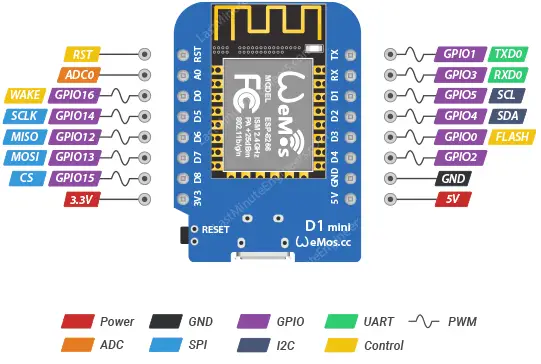 RST RST TX GPIO1 TXD0
ADC0 A0 RX GPIO3 RXD0
WAKE GPIO16 D0 D1 GPIO5 SCL
SCLK GPIO14 D5 D2 GPIO4 SDA
MISO GPIO12 D6 D3 GPIO0 FLASH
MOSI GPIO13 D7 D4 GPIO2
CS GPIO15 D8 GND GND
3.3V 3V3 5V 5V
WeMos
MODEL ESP8266
ISM 2.4GHz
PA +25dBm
802.11b/g/n
FC
RESET
D1 mini
WeMos.cc
LastMinuteEngineers
Power GND GPIO UART PWM
ADC SPI I2C Control